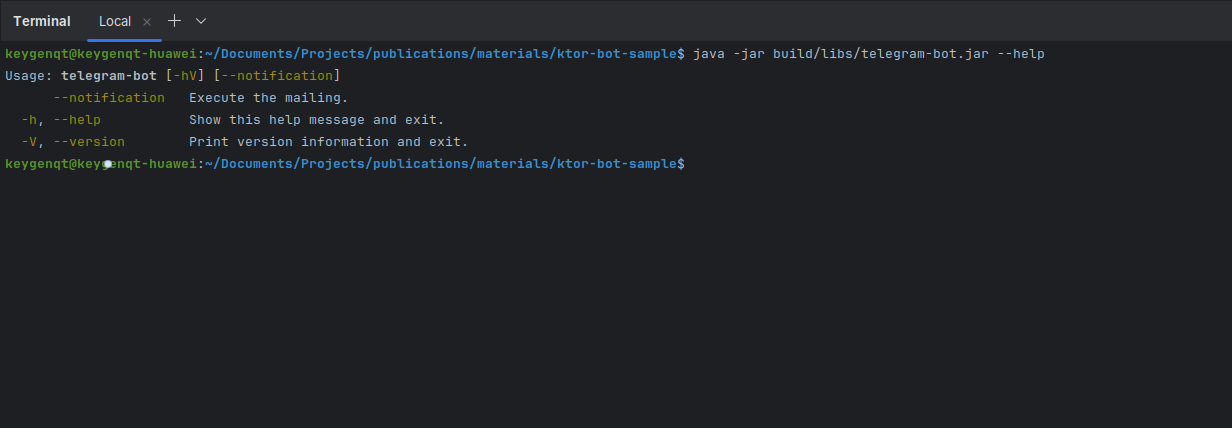 Terminal Local
keygenqt@keygenqt-huawei:~/Documents/Projects/publications/materials/ktor-bot-sample$ java -jar build/libs/telegram-bot.jar --help
Usage: telegram-bot [-hV] [--notification]
      --notification   Execute the mailing.
  -h, --help           Show this help message and exit.
  -V, --version        Print version information and exit.
keygenqt@keygenqt-huawei:~/Documents/Projects/publications/materials/ktor-bot-sample$